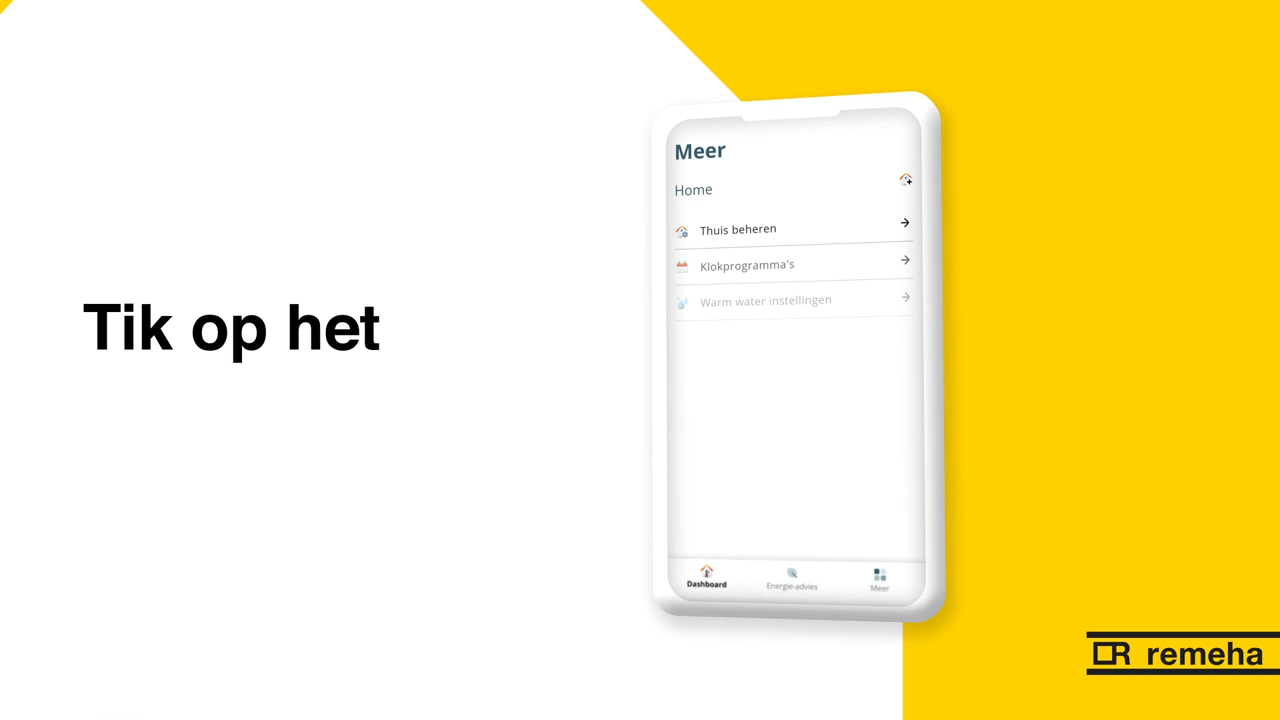 Tik op het
Meer
Home
Thuis beheren
Klokprogramma's
Warm water instellingen
Dashboard
Energie-advies
Meer
remeha